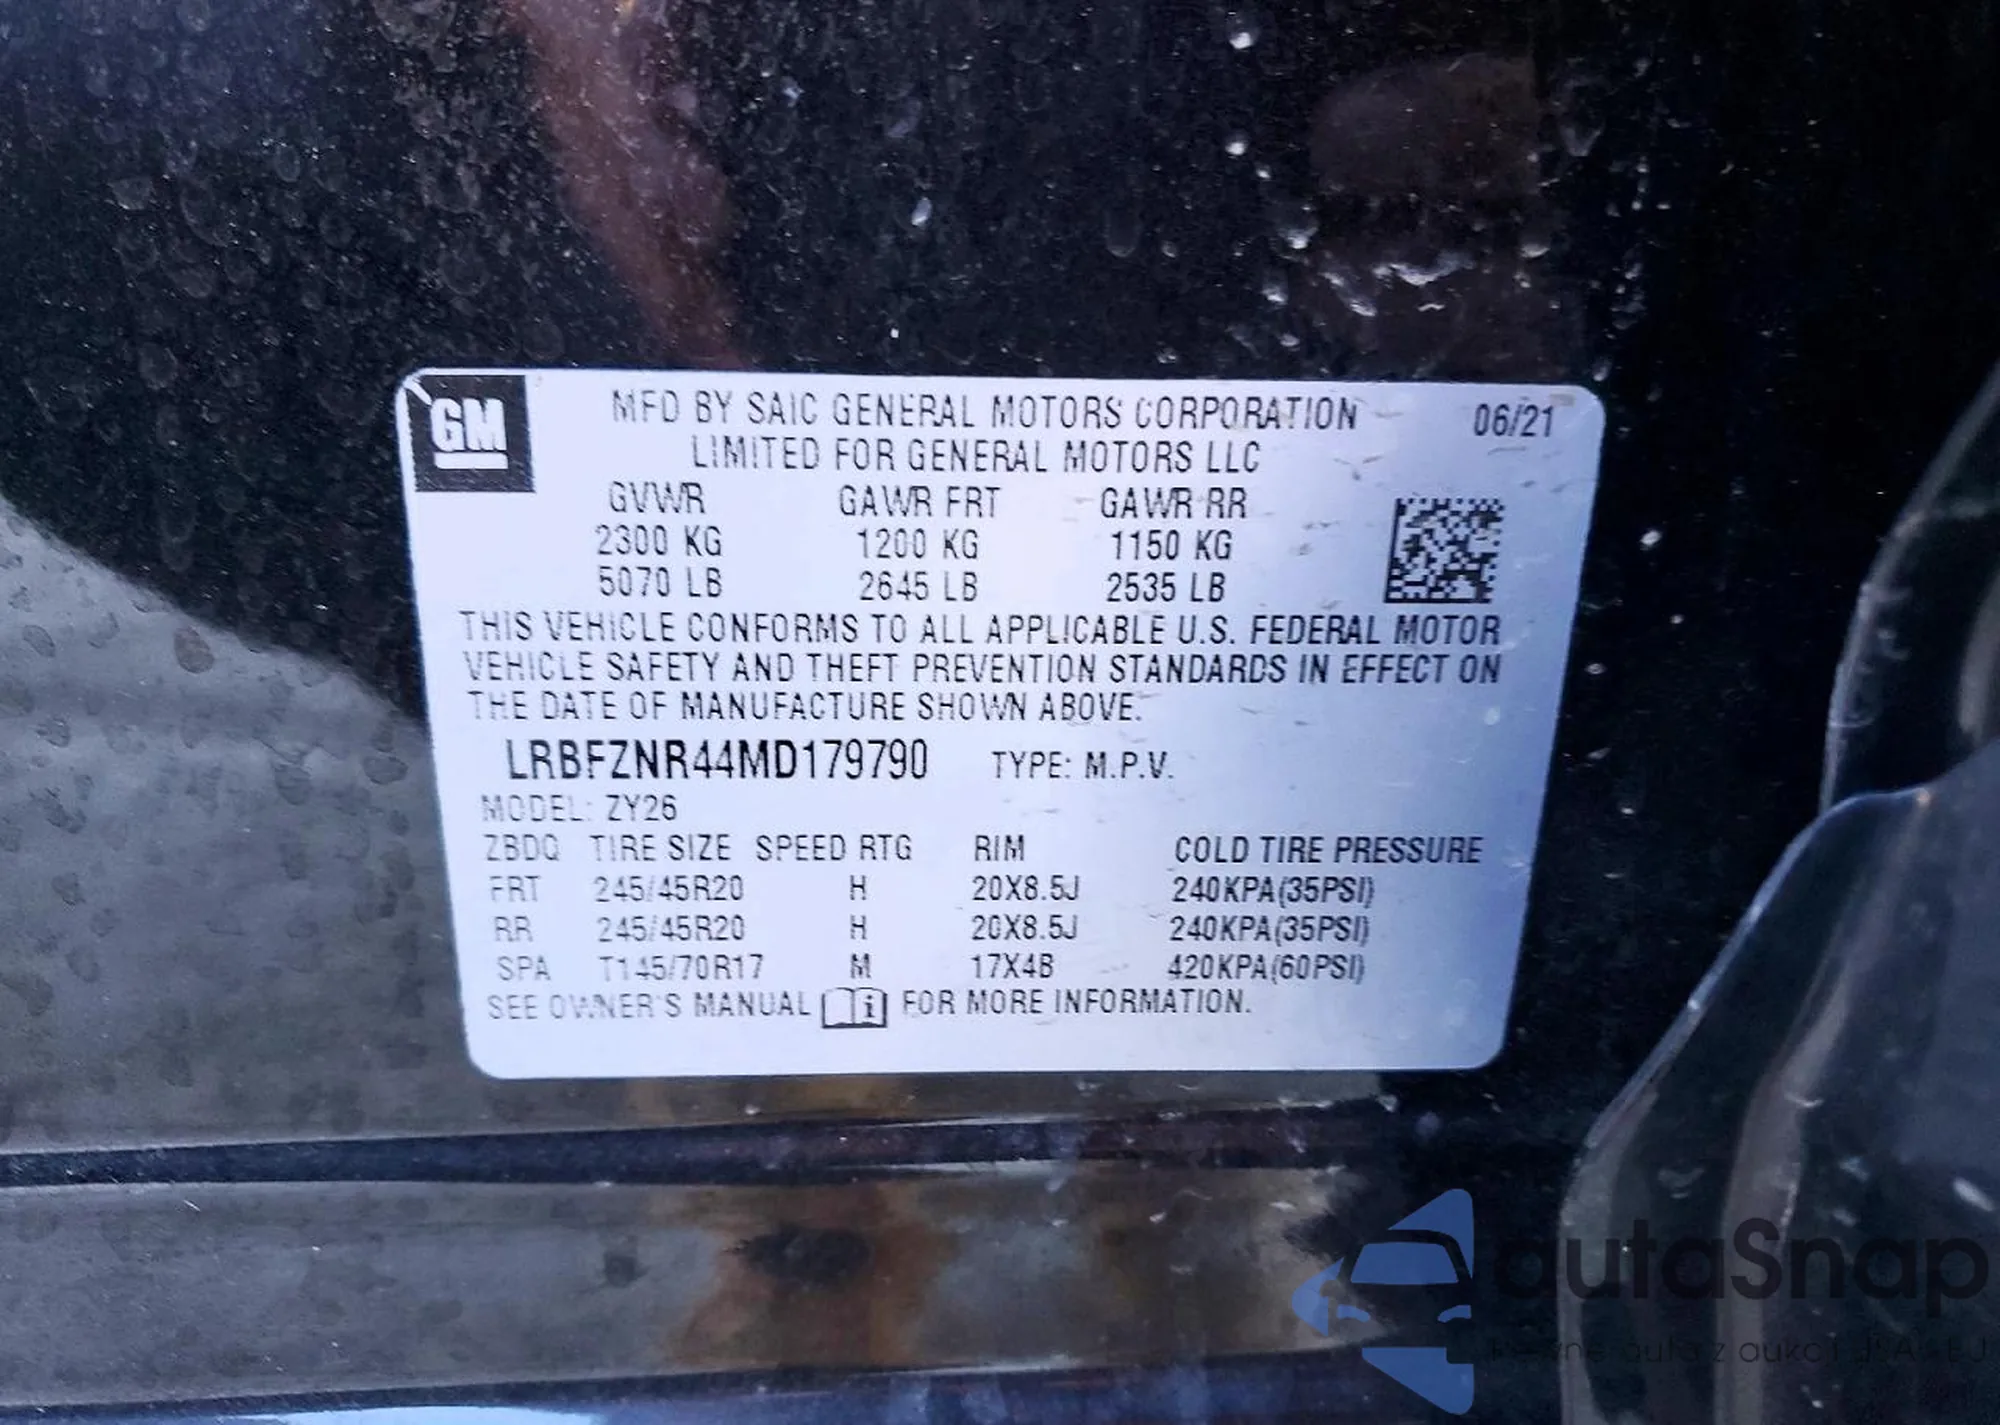 GM
MFD BY SAIC GENERAL MOTORS CORPORATION 06/21
LIMITED FOR GENERAL MOTORS LLC
GVWR GAWR FRT GAWR RR
2300 KG 1200 KG 1150 KG
5070 LB 2645 LB 2535 LB
THIS VEHICLE CONFORMS TO ALL APPLICABLE U.S. FEDERAL MOTOR
VEHICLE SAFETY AND THEFT PREVENTION STANDARDS IN EFFECT ON
THE DATE OF MANUFACTURE SHOWN ABOVE.
LRBFZNR44MD179790 TYPE: M.P.V.
MODEL: ZY26
ZBDQ TIRE SIZE SPEED RTG RIM COLD TIRE PRESSURE
FRT 245/45R20 H 20X8.5J 240KPA(35PSI)
RR 245/45R20 H 20X8.5J 240KPA(35PSI)
SPA T145/70R17 M 17X4B 420KPA(60PSI)
SEE OWNER'S MANUAL i FOR MORE INFORMATION.
autaSnap
auta z aukcji